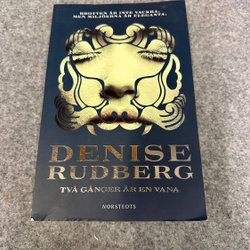 BROTTEN ÄR INTE VACKRA,
MEN MILJÖERNA ÄR ELEGANTA.
DENISE
RUDBERG
TVÅ GÅNGER ÄR EN VANA
NORSTEDTS